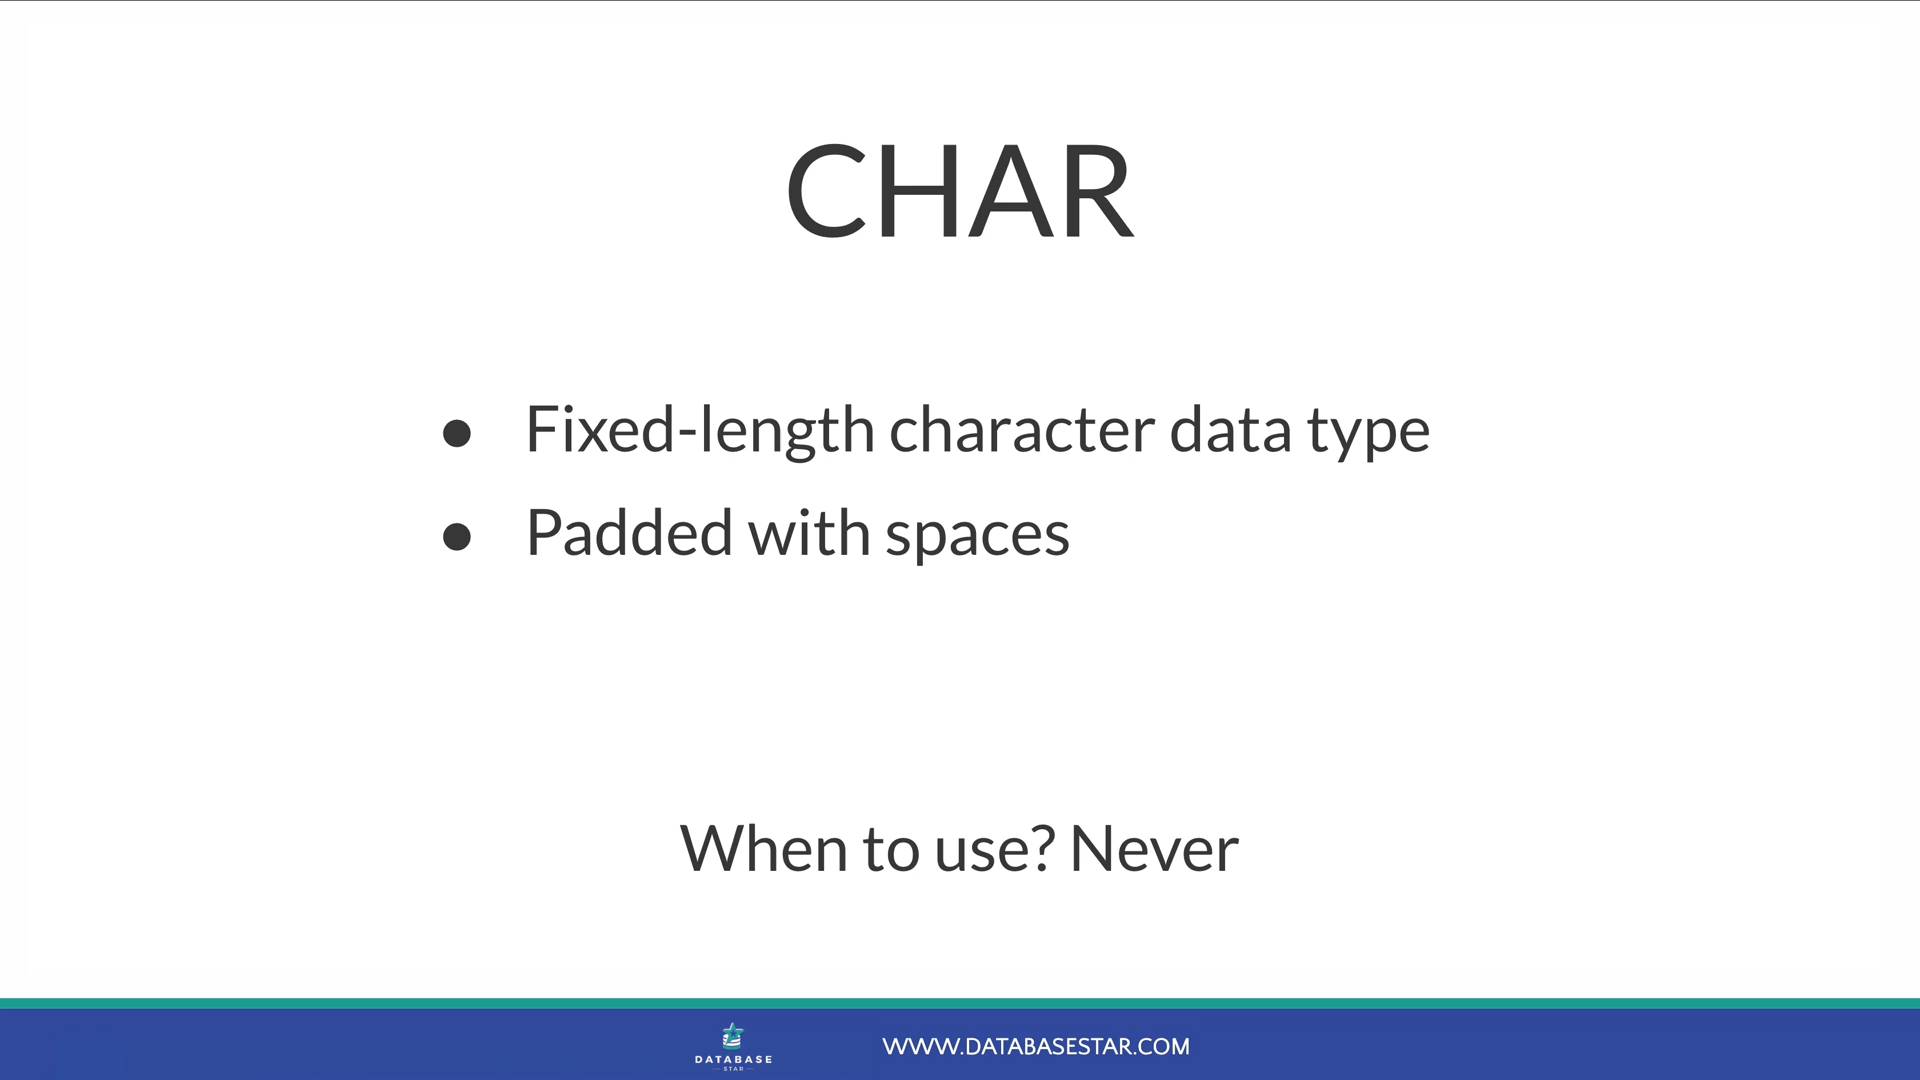 CHAR
● Fixed-length character data type
● Padded with spaces
When to use? Never
DATABASE
STAR
WWW.DATABASESTAR.COM